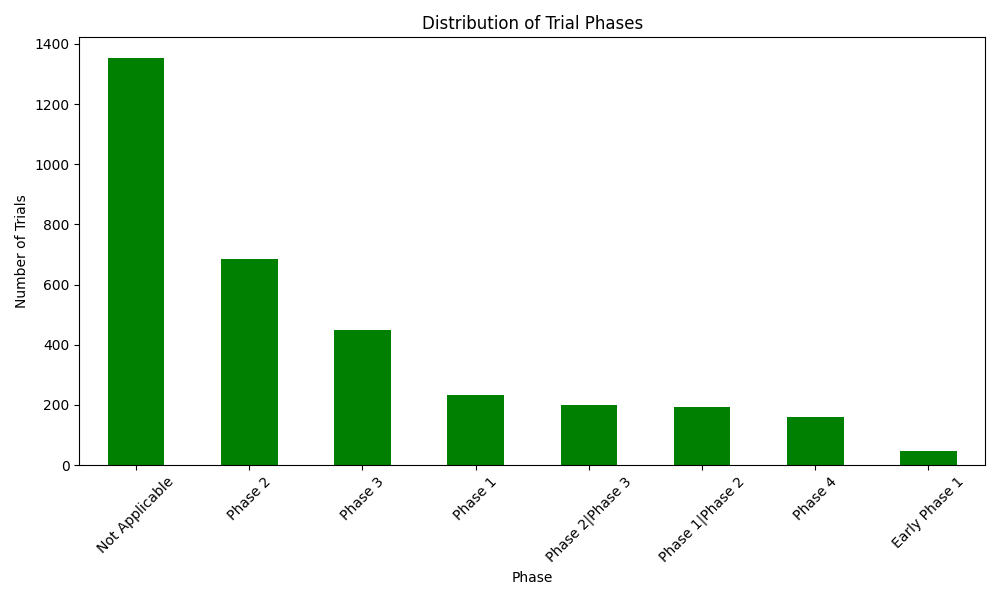 Distribution of Trial Phases
Number of Trials
1400
1200
1000
800
600
400
200
0
Not Applicable
Phase 2
Phase 3
Phase 1
Phase 2|Phase 3
Phase 1|Phase 2
Phase 4
Early Phase 1
Phase